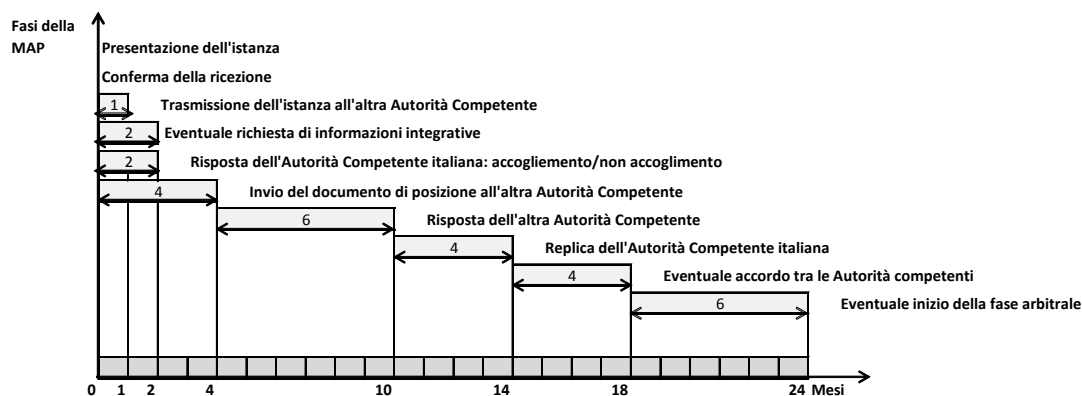 Fasi della
MAP
Presentazione dell'istanza
Conferma della ricezione
1 Trasmissione dell'istanza all'altra Autorità Competente
2 Eventuale richiesta di informazioni integrative
2 Risposta dell'Autorità Competente italiana: accogliemento/non accoglimento
4 Invio del documento di posizione all'altra Autorità Competente
6 Risposta dell'altra Autorità Competente
4 Replica dell'Autorità Competente italiana
4 Eventuale accordo tra le Autorità competenti
6 Eventuale inizio della fase arbitrale
0 1 2 4 10 14 18 24 Mesi